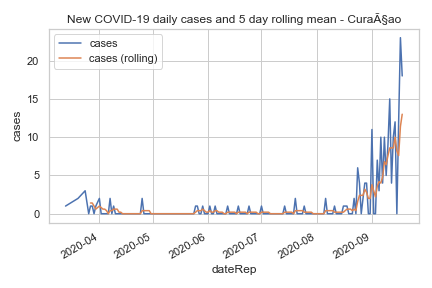 New COVID-19 daily cases and 5 day rolling mean - CuraÃ§ao
cases
cases (rolling)
20
15
10
5
0
cases
2020-04
2020-05
2020-06
2020-07
2020-08
2020-09
dateRep